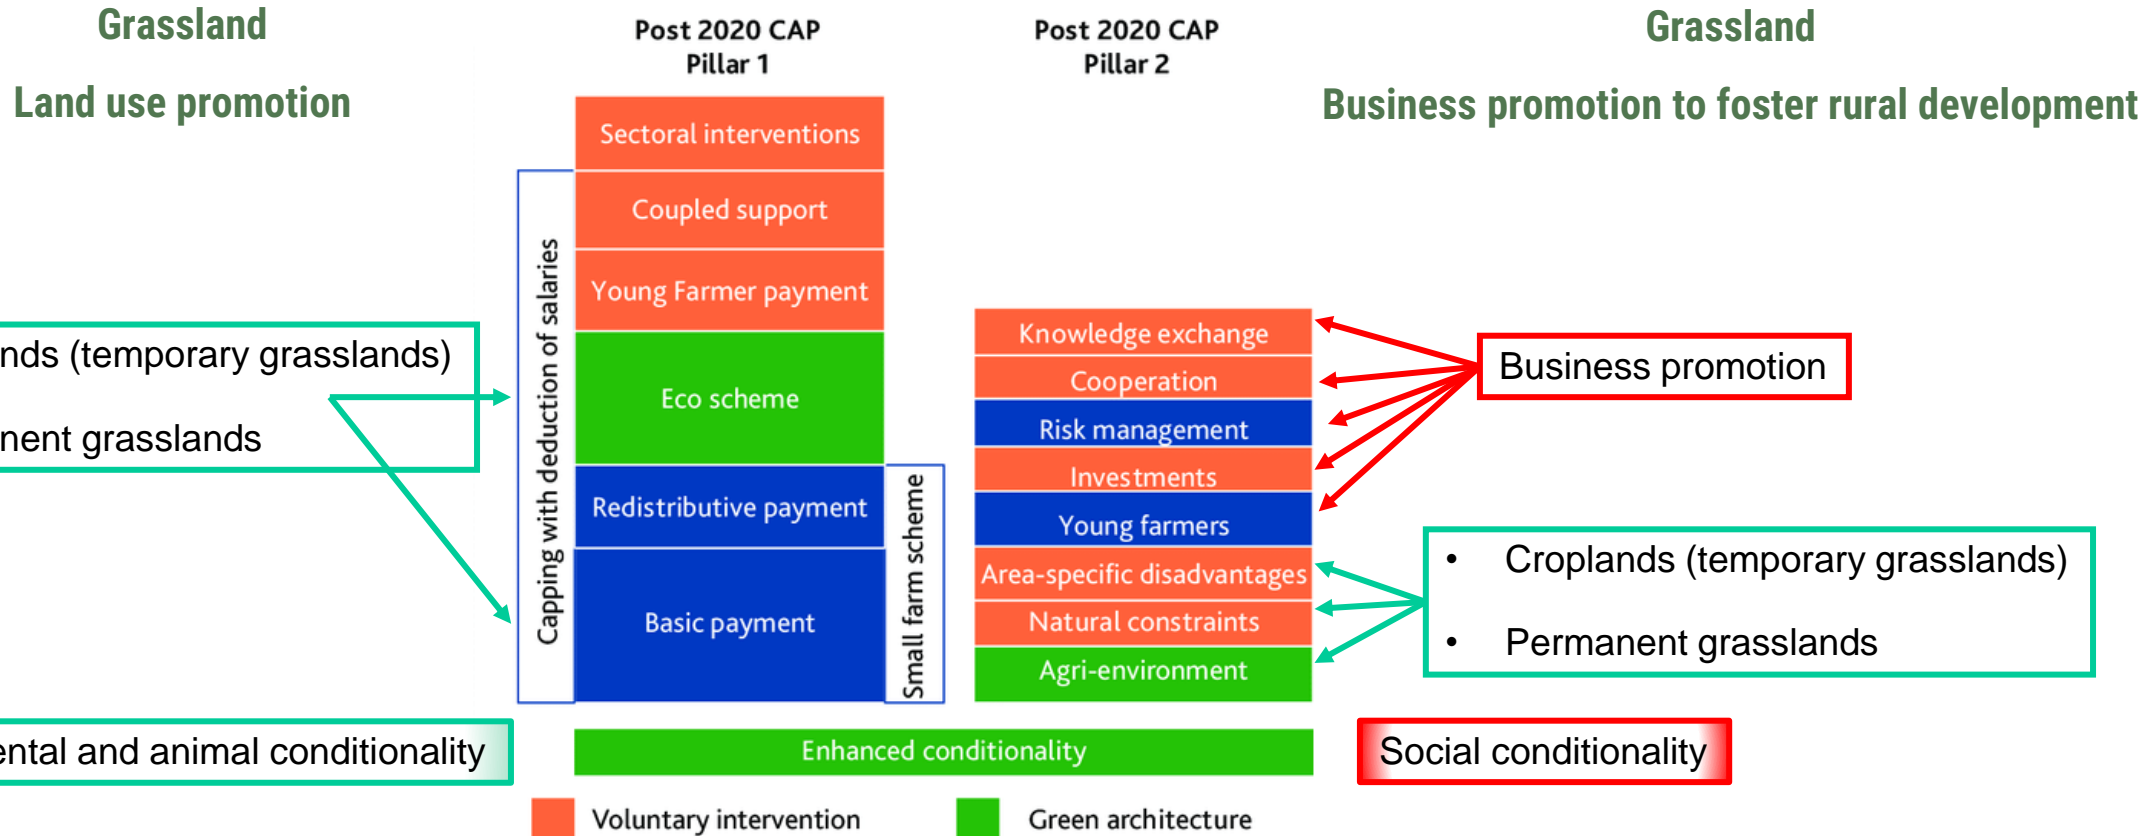 Grassland
Land use promotion
Post 2020 CAP
Pillar 1
Post 2020 CAP
Pillar 2
Grassland
Business promotion to foster rural development
Capping with deduction of salaries
Sectoral interventions
Coupled support
Young Farmer payment
Eco scheme
Redistributive payment
Basic payment
Small farm scheme
(temporary grasslands)
grasslands
Knowledge exchange
Cooperation
Risk management
Investments
Young farmers
Area-specific disadvantages
Natural constraints
Agri-environment
Business promotion
• Croplands (temporary grasslands)
• Permanent grasslands
and animal conditionality
Enhanced conditionality
Social conditionality
Voluntary intervention
Green architecture